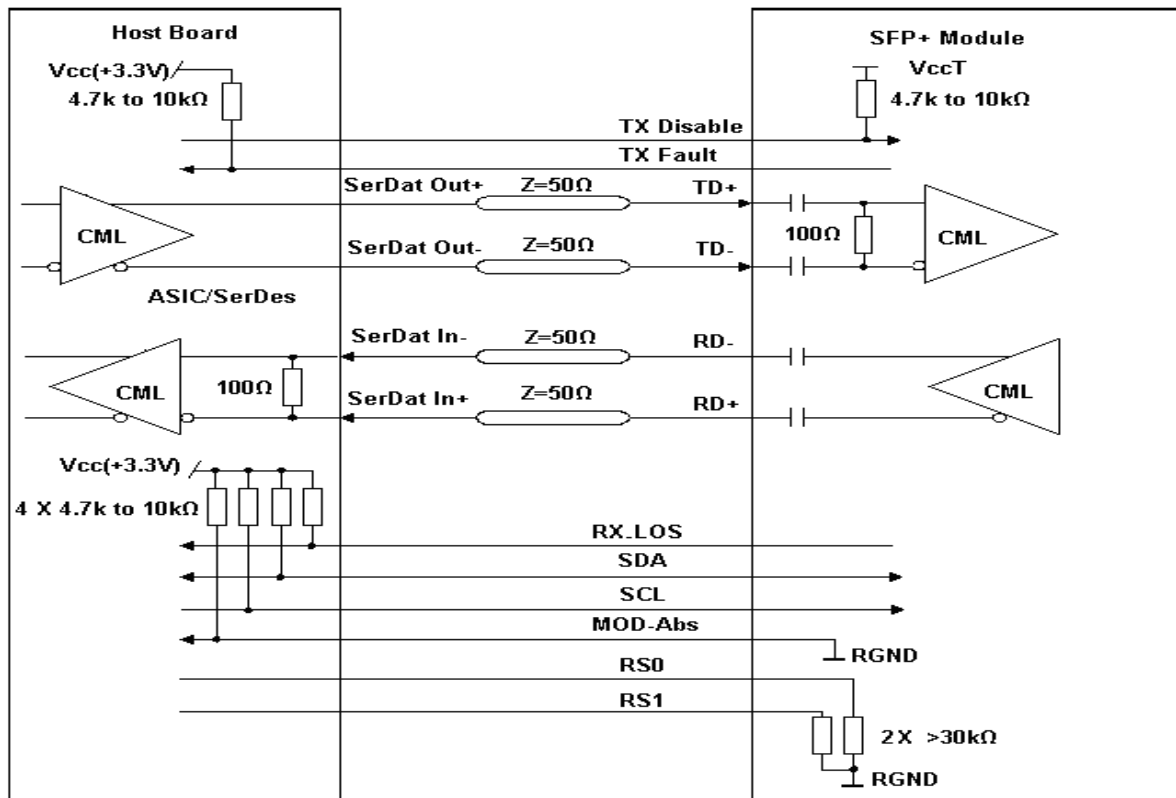 Host Board
SFP+ Module
Vcc(+3.3V)
4.7k to 10kΩ
VccT
4.7k to 10kΩ
TX Disable
TX Fault
SerDat Out+
Z=50Ω
TD+
CML
100Ω
CML
SerDat Out-
Z=50Ω
TD-
ASIC/SerDes
SerDat In-
Z=50Ω
RD-
100Ω
CML
SerDat In+
Z=50Ω
RD+
CML
Vcc(+3.3V)
4 X 4.7k to 10kΩ
RX_LOS
SDA
SCL
MOD-Abs
RGND
RS0
RS1
2X >30kΩ
RGND